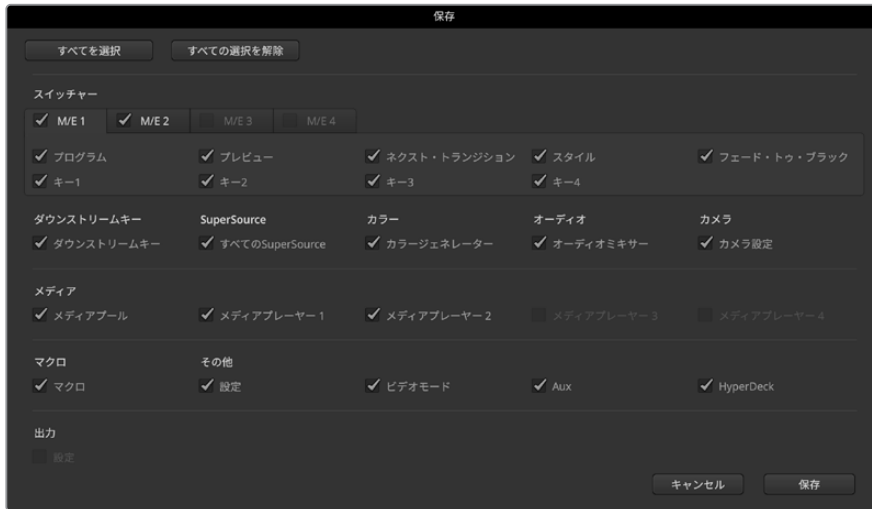 保存
すべてを選択 すべての選択を解除
スイッチャー
M/E 1 M/E 2 M/E 3 M/E 4
プログラム プレビュー ネクスト・トランジション スタイル フェード・トゥ・ブラック
キー1 キー2 キー3 キー4
ダウンストリームキー SuperSource カラー オーディオ カメラ
ダウンストリームキー すべてのSuperSource カラージェネレーター オーディオミキサー カメラ設定
メディア
メディアプール メディアプレーヤー 1 メディアプレーヤー 2 メディアプレーヤー 3 メディアプレーヤー 4
マクロ その他
マクロ 設定 ビデオモード Aux HyperDeck
出力
設定
キャンセル 保存